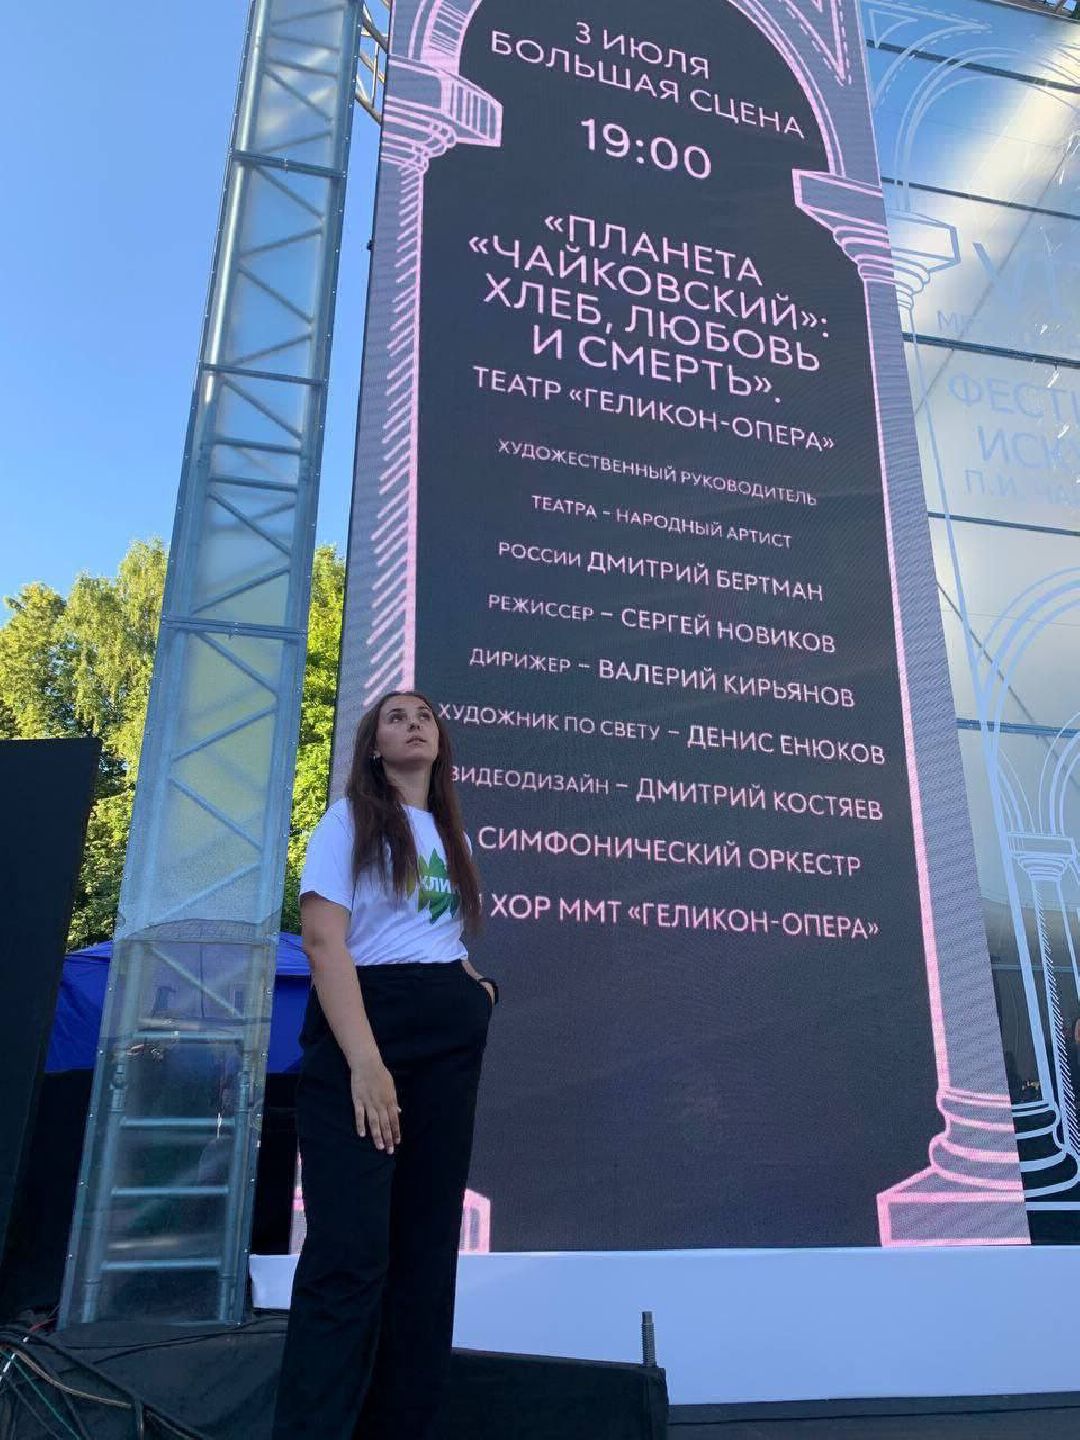 3 ИЮЛЯ
БОЛЬШАЯ СЦЕНА
19:00
«ПЛАНЕТА
«ЧАЙКОВСКИЙ»:
ХЛЕБ, ЛЮБОВЬ
И СМЕРТЬ».
ТЕАТР «ГЕЛИКОН-ОПЕРА»
ХУДОЖЕСТВЕННЫЙ РУКОВОДИТЕЛЬ
ТЕАТРА - НАРОДНЫЙ АРТИСТ
РОССИИ ДМИТРИЙ БЕРТМАН
РЕЖИССЕР – СЕРГЕЙ НОВИКОВ
ДИРИЖЕР – ВАЛЕРИЙ КИРЬЯНОВ
ХУДОЖНИК ПО СВЕТУ – ДЕНИС ЕНЮКОВ
ВИДЕОДИЗАЙН – ДМИТРИЙ КОСТЯЕВ
СИМФОНИЧЕСКИЙ ОРКЕСТР
И ХОР ММТ «ГЕЛИКОН-ОПЕРА»
П.И.